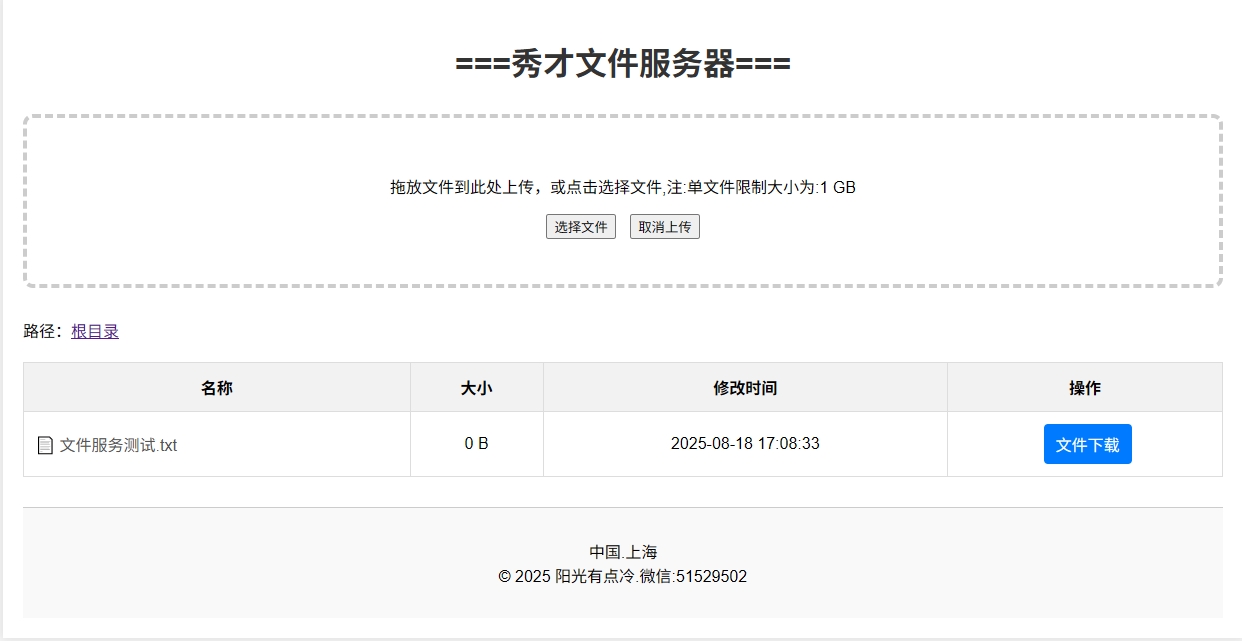 ===秀才文件服务器===
拖放文件到此处上传，或点击选择文件,注:单文件限制大小为:1 GB
选择文件 取消上传
路径：根目录
名称 大小 修改时间 操作
文件服务测试.txt 0 B 2025-08-18 17:08:33 文件下载
中国.上海
© 2025 阳光有点冷.微信:51529502